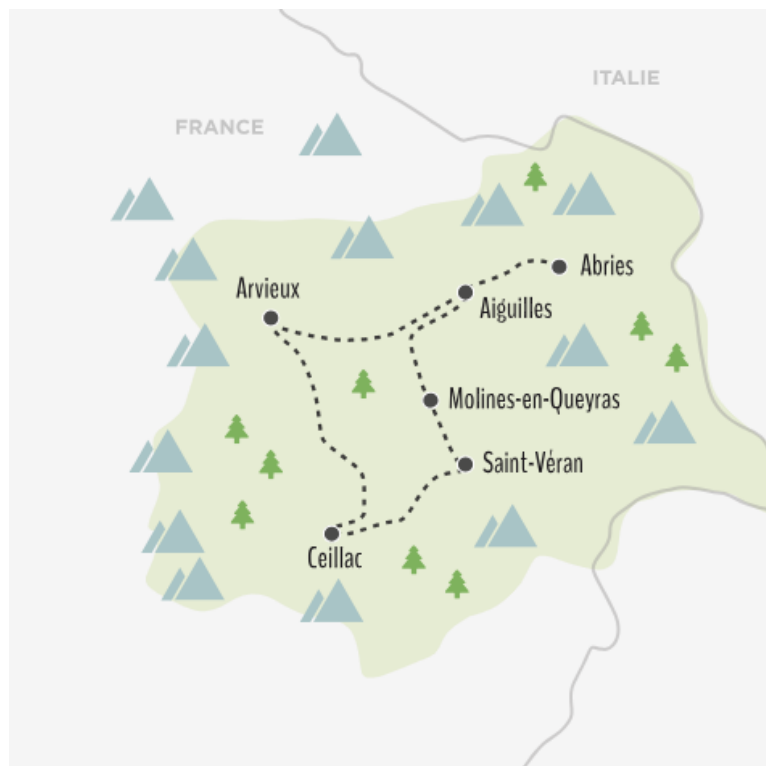 ITALIE
FRANCE
Abries
Arvieux
Aiguilles
Molines-en-Queyras
Saint-Véran
Ceillac